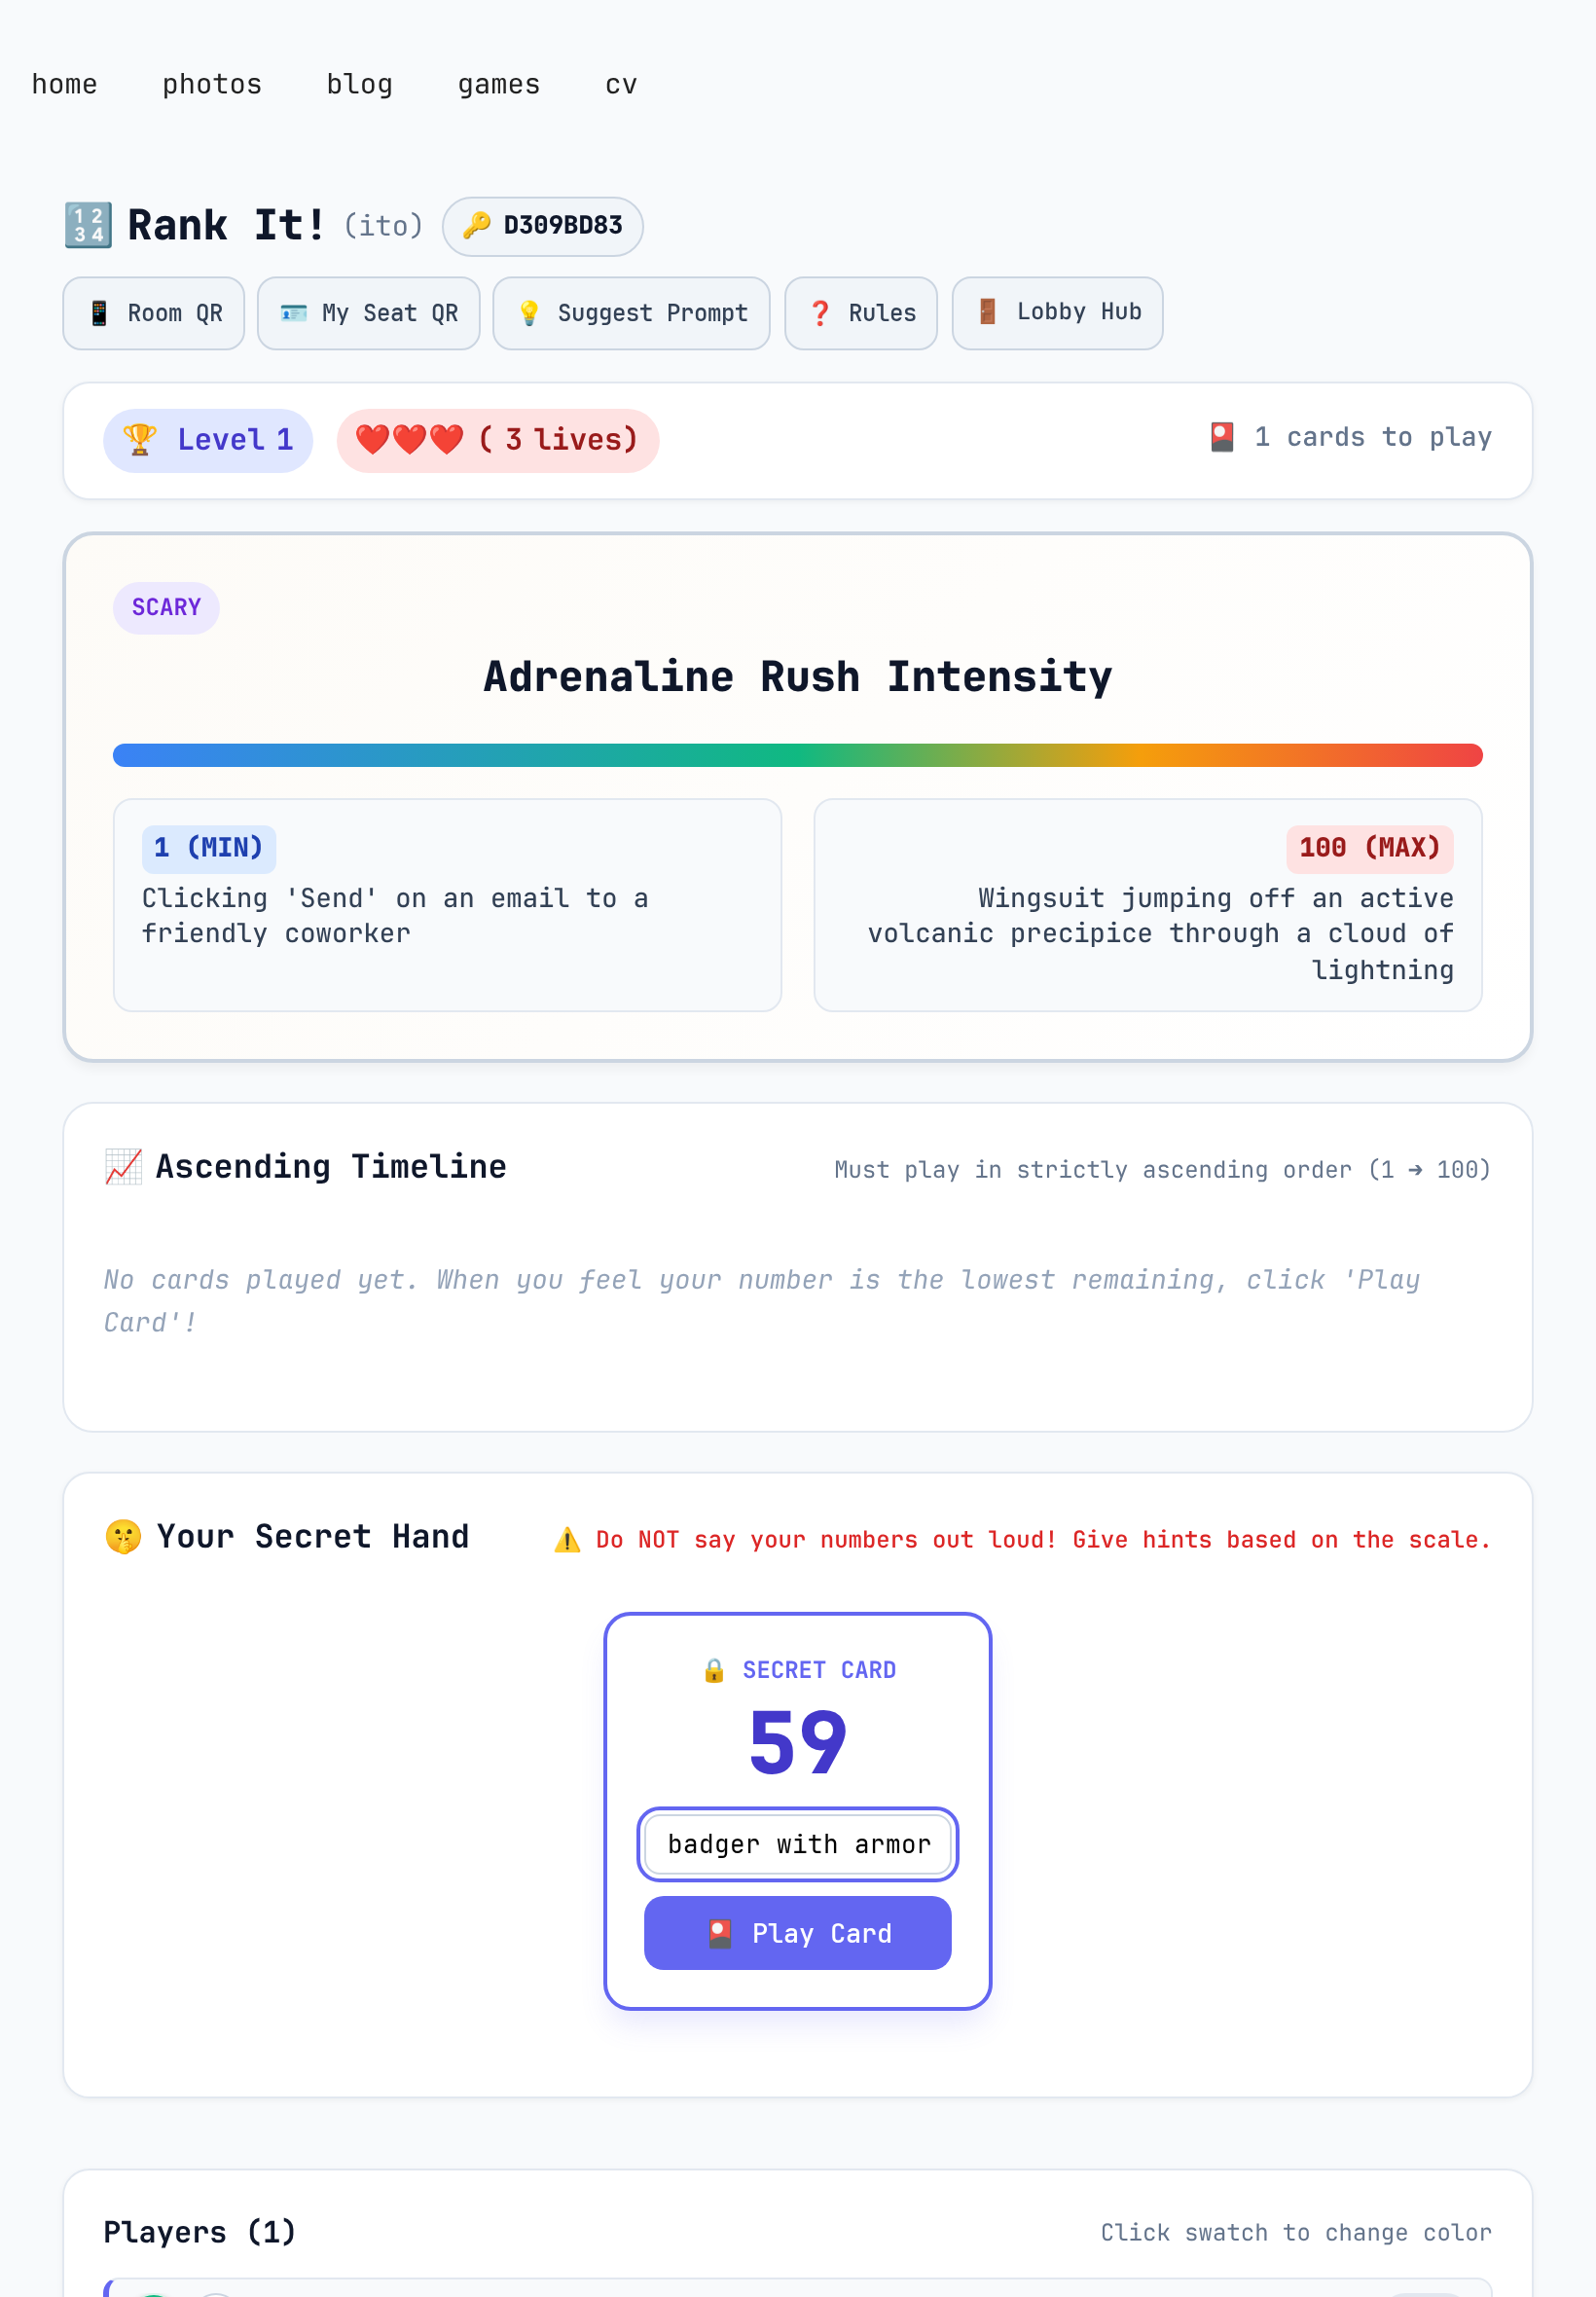 home photos blog games cv
🔢 Rank It! (ito) 🔑 D309BD83
📱 Room QR 🪪 My Seat QR 💡 Suggest Prompt ❓ Rules 🚪 Lobby Hub
🏆 Level 1 ❤️❤️❤️ ( 3 lives) 🎴 1 cards to play
SCARY
Adrenaline Rush Intensity
1 (MIN)
Clicking 'Send' on an email to a
friendly coworker
100 (MAX)
Wingsuit jumping off an active
volcanic precipice through a cloud of
lightning
📈 Ascending Timeline
Must play in strictly ascending order (1 ➔ 100)
No cards played yet. When you feel your number is the lowest remaining, click 'Play
Card'!
🤫 Your Secret Hand
⚠️ Do NOT say your numbers out loud! Give hints based on the scale.
🔒 SECRET CARD
59
badger with armor
🎴 Play Card
Players (1)
Click swatch to change color